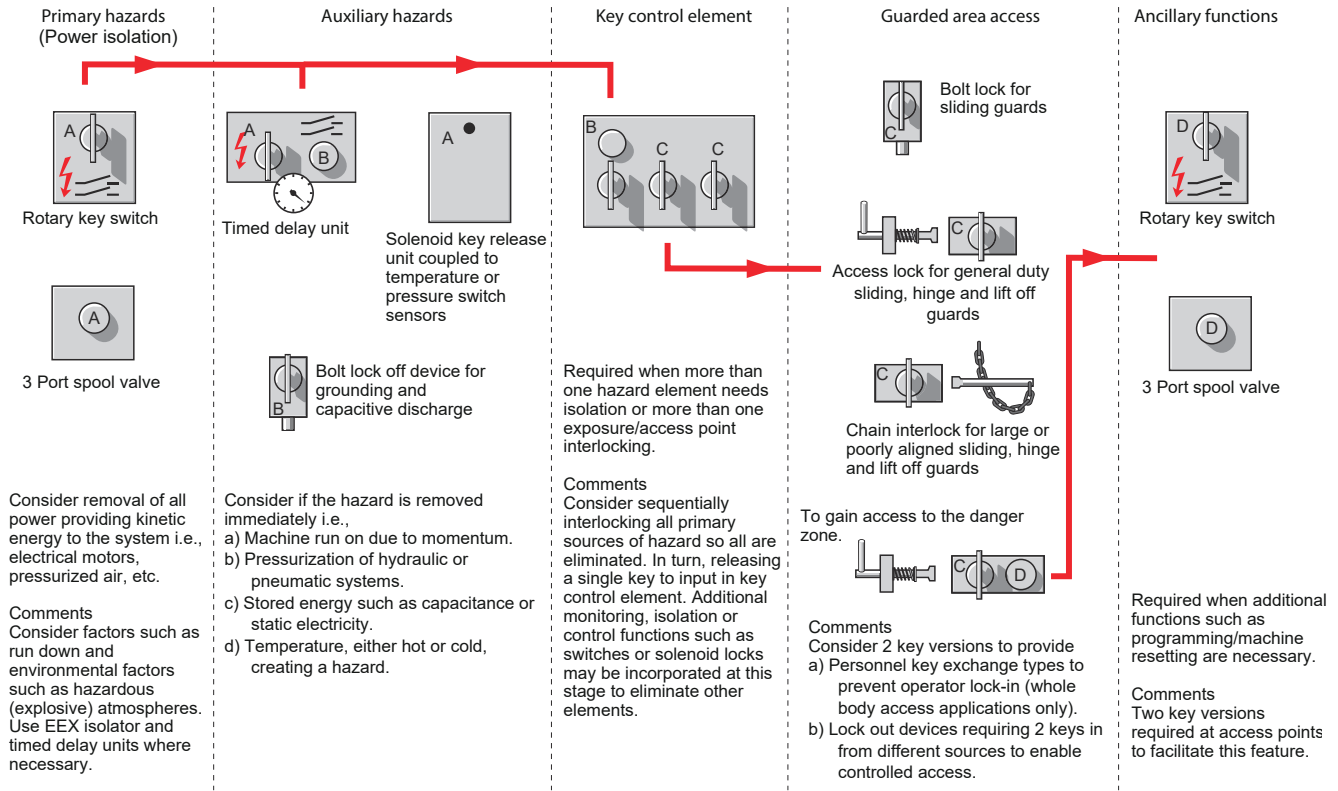 Primary hazards
(Power isolation)
A
Rotary key switch
A
3 Port spool valve
Consider removal of all
power providing kinetic
energy to the system i.e.,
electrical motors,
pressurized air, etc.
Comments
Consider factors such as
run down and
environmental factors
such as hazardous
(explosive) atmospheres.
Use EEX isolator and
timed delay units where
necessary.
Auxiliary hazards
A
B
Timed delay unit
A
Solenoid key release
unit coupled to
temperature or
pressure switch
sensors
B
Bolt lock off device for
grounding and
capacitive discharge
Consider if the hazard is removed
immediately i.e.,
a) Machine run on due to momentum.
b) Pressurization of hydraulic or
pneumatic systems.
c) Stored energy such as capacitance or
static electricity.
d) Temperature, either hot or cold,
creating a hazard.
Key control element
B
C C
Required when more than
one hazard element needs
isolation or more than one
exposure/access point
interlocking.
Comments
Consider sequentially
interlocking all primary
sources of hazard so all are
eliminated. In turn, releasing
a single key to input in key
control element. Additional
monitoring, isolation or
control functions such as
switches or solenoid locks
may be incorporated at this
stage to eliminate other
elements.
Guarded area access
C
Bolt lock for
sliding guards
C
Access lock for general duty
sliding, hinge and lift off
guards
C
Chain interlock for large or
poorly aligned sliding, hinge
and lift off guards
To gain access to the danger
zone.
C D
Comments
Consider 2 key versions to provide
a) Personnel key exchange types to
prevent operator lock-in (whole
body access applications only).
b) Lock out devices requiring 2 keys in
from different sources to enable
controlled access.
Ancillary functions
D
Rotary key switch
D
3 Port spool valve
Required when additional
functions such as
programming/machine
resetting are necessary.
Comments
Two key versions
required at access points
to facilitate this feature.